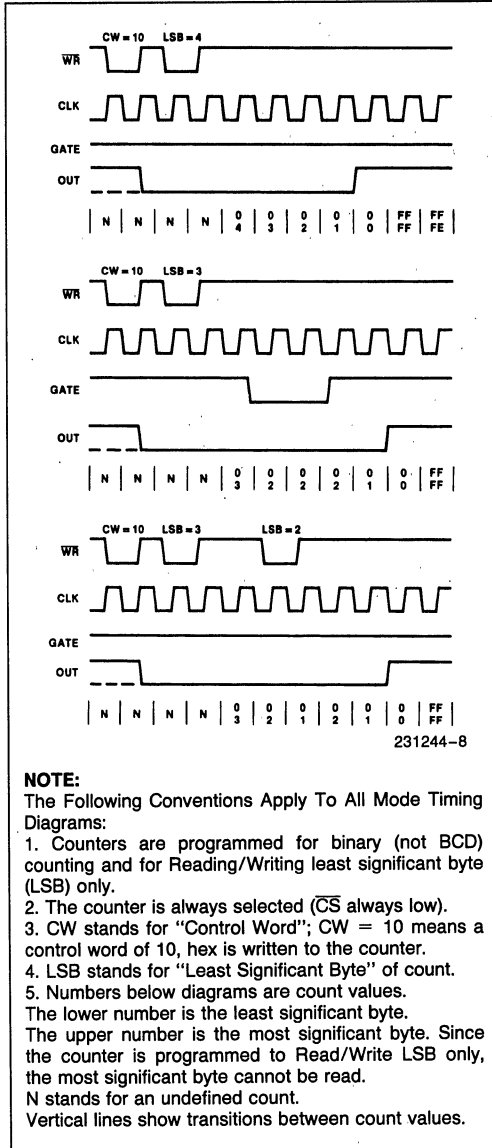 CW = 10 LSB = 4
WR
CLK
GATE
OUT
N N N N 0 0 0 0 0 FF FF
4 3 2 1 0 FF FE
CW = 10 LSB = 3
WR
CLK
GATE
OUT
N N N N 0 0 0 0 0 0 FF
3 2 2 2 1 0 FF
CW = 10 LSB = 3 LSB = 2
WR
CLK
GATE
OUT
N N N N 0 0 0 0 0 0 FF
3 2 1 2 1 0 FF
231244-8
NOTE:
The Following Conventions Apply To All Mode Timing
Diagrams:
1. Counters are programmed for binary (not BCD)
counting and for Reading/Writing least significant byte
(LSB) only.
2. The counter is always selected (CS always low).
3. CW stands for "Control Word"; CW = 10 means a
control word of 10, hex is written to the counter.
4. LSB stands for "Least Significant Byte" of count.
5. Numbers below diagrams are count values.
The lower number is the least significant byte.
The upper number is the most significant byte. Since
the counter is programmed to Read/Write LSB only,
the most significant byte cannot be read.
N stands for an undefined count.
Vertical lines show transitions between count values.